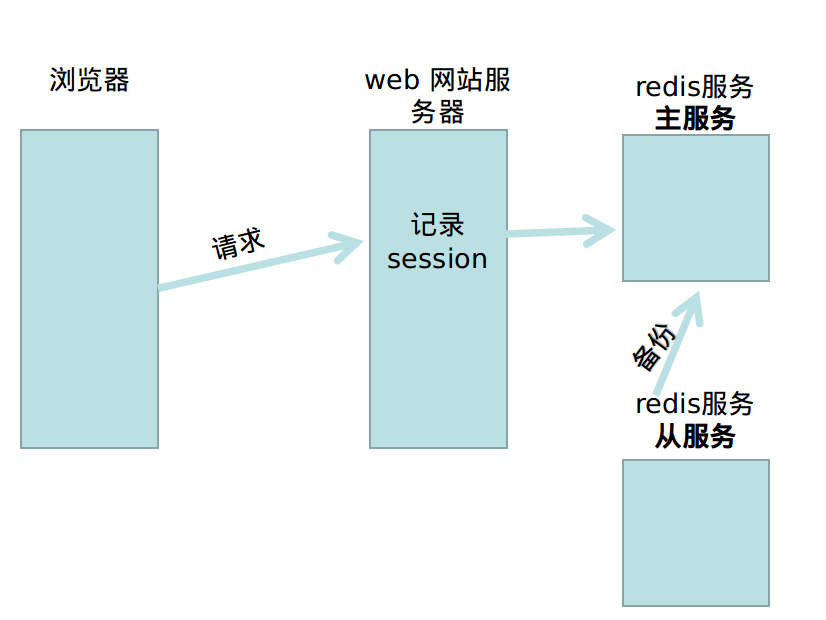 浏览器
web 网站服
务器
redis服务
主服务
请求
记录
session
备份
redis服务
从服务